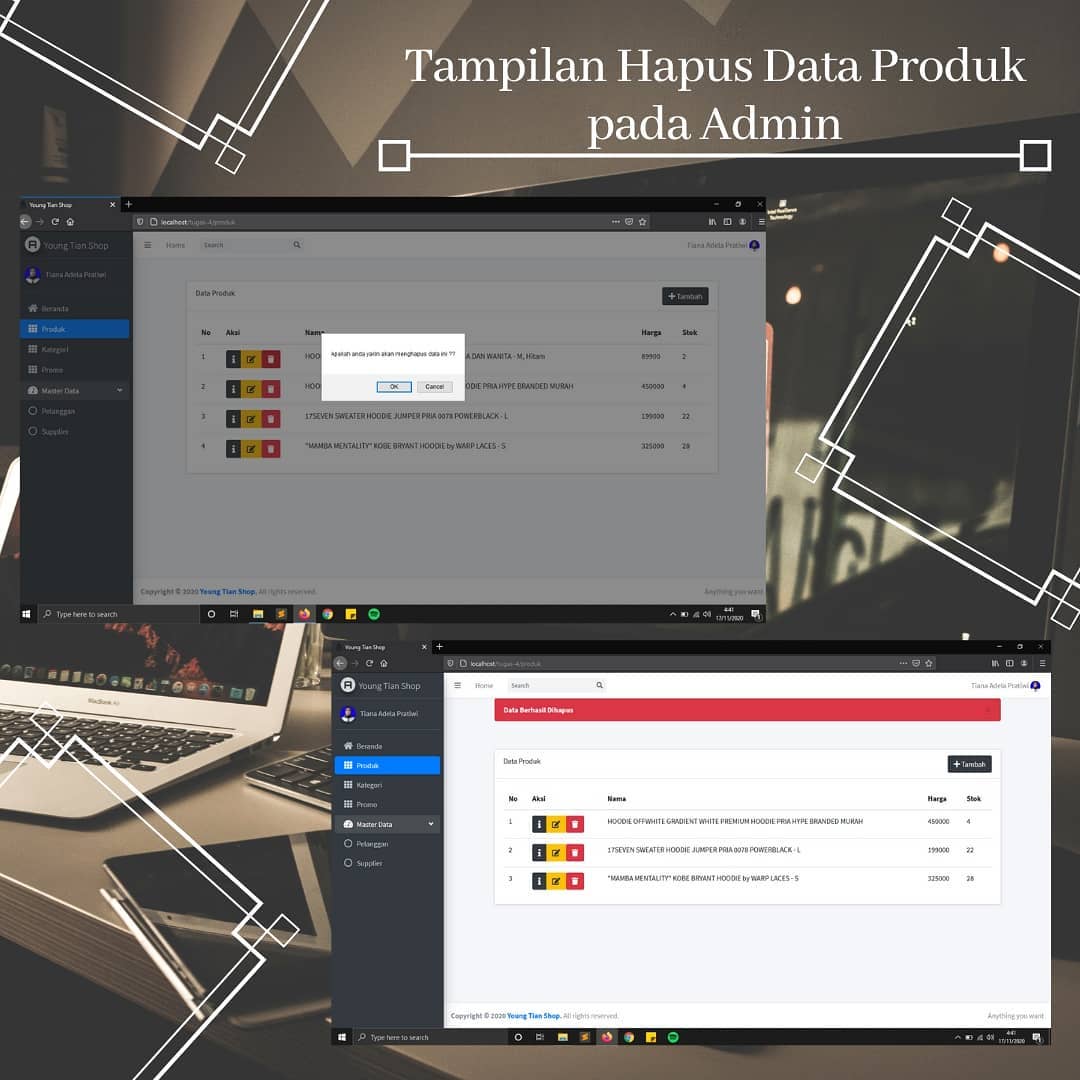 Tampilan Hapus Data Produk
pada Admin
Young Tian Shop
localhost/tugas-4/produk
Young Tian Shop
Home
Search
Tiana Adela Pratiwi
Tiana Adela Pratiwi
Beranda
Produk
Kategori
Promo
Master Data
Pelanggan
Supplier
Data Produk
Tambah
No Aksi Nama Harga Stok
1 HOO A DAN WANITA - M, Hitam 89900 2
2 HOO ODIE PRIA HYPE BRANDED MURAH 450000 4
3 17SEVEN SWEATER HOODIE JUMPER PRIA 0078 POWERBLACK - L 199000 22
4 "MAMBA MENTALITY" KOBE BRYANT HOODIE by WARP LACES - S 325000 28
Apakah anda yakin akan menghapus data ini ??
OK Cancel
Copyright © 2020 Young Tian Shop. All rights reserved.
Anything you want
Type here to search
4:41
17/11/2020
MacBook Air
Young Tian Shop
localhost/tugas-4/produk
Young Tian Shop
Home
Search
Tiana Adela Pratiwi
Tiana Adela Pratiwi
Beranda
Produk
Kategori
Promo
Master Data
Pelanggan
Supplier
Data Berhasil Dihapus
Data Produk
Tambah
No Aksi Nama Harga Stok
1 HOODIE OFFWHITE GRADIENT WHITE PREMIUM HOODIE PRIA HYPE BRANDED MURAH 450000 4
2 17SEVEN SWEATER HOODIE JUMPER PRIA 0078 POWERBLACK - L 199000 22
3 "MAMBA MENTALITY" KOBE BRYANT HOODIE by WARP LACES - S 325000 28
Copyright © 2020 Young Tian Shop. All rights reserved.
Anything you want
Type here to search
4:41
17/11/2020